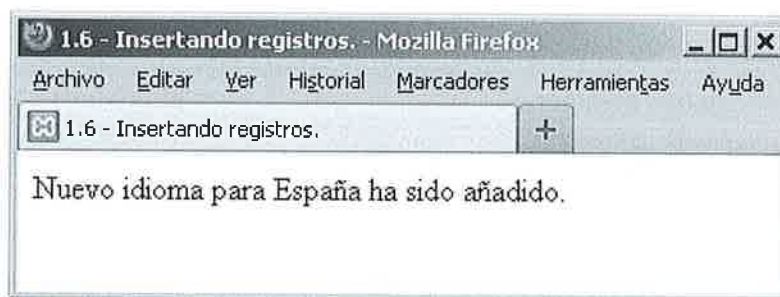 1.6 - Insertando registros. - Mozilla Firefox
Archivo Editar Ver Historial Marcadores Herramientas Ayuda
1.6 - Insertando registros.
Nuevo idioma para España ha sido añadido.